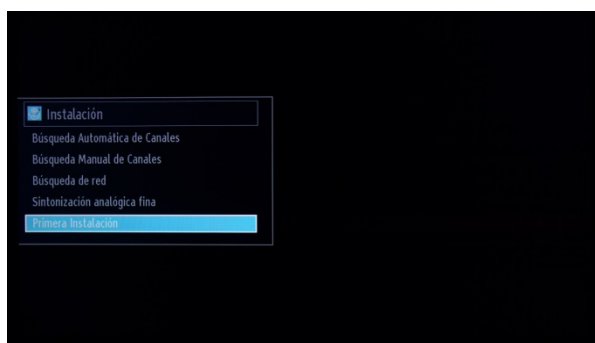 Instalación
Búsqueda Automática de Canales
Búsqueda Manual de Canales
Búsqueda de red
Sintonización analógica fina
Primera Instalación